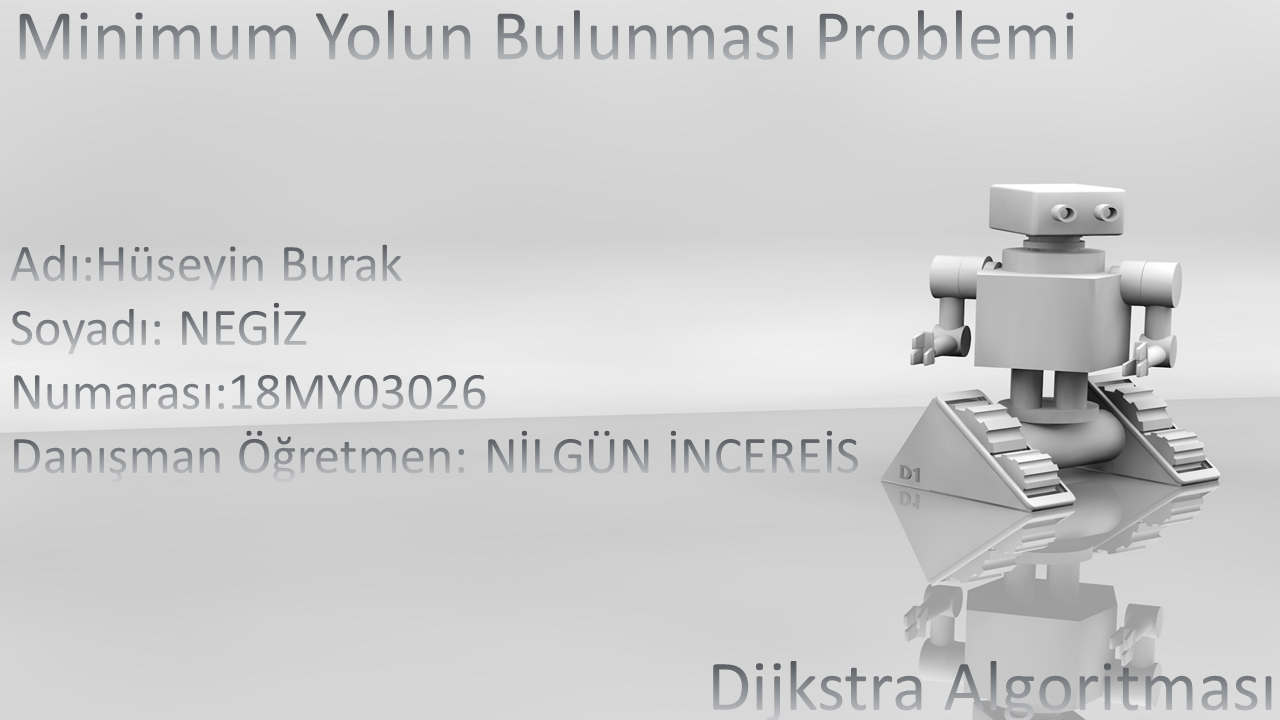 Minimum Yolun Bulunması Problemi
Adı:Hüseyin Burak
Soyadı: NEGİZ
Numarası:18MY03026
Danışman Öğretmen: NİLGÜN İNCEREİS
D1
Dijkstra Algoritması